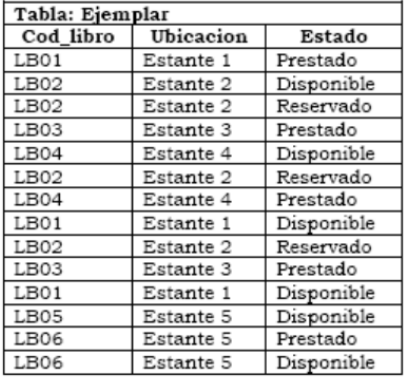 Tabla: Ejemplar
Cod_libro Ubicacion Estado
LB01 Estante 1 Prestado
LB02 Estante 2 Disponible
LB02 Estante 2 Reservado
LB03 Estante 3 Prestado
LB04 Estante 4 Disponible
LB02 Estante 2 Reservado
LB04 Estante 4 Prestado
LB01 Estante 1 Disponible
LB02 Estante 2 Reservado
LB03 Estante 3 Prestado
LB01 Estante 1 Disponible
LB05 Estante 5 Disponible
LB06 Estante 5 Prestado
LB06 Estante 5 Disponible